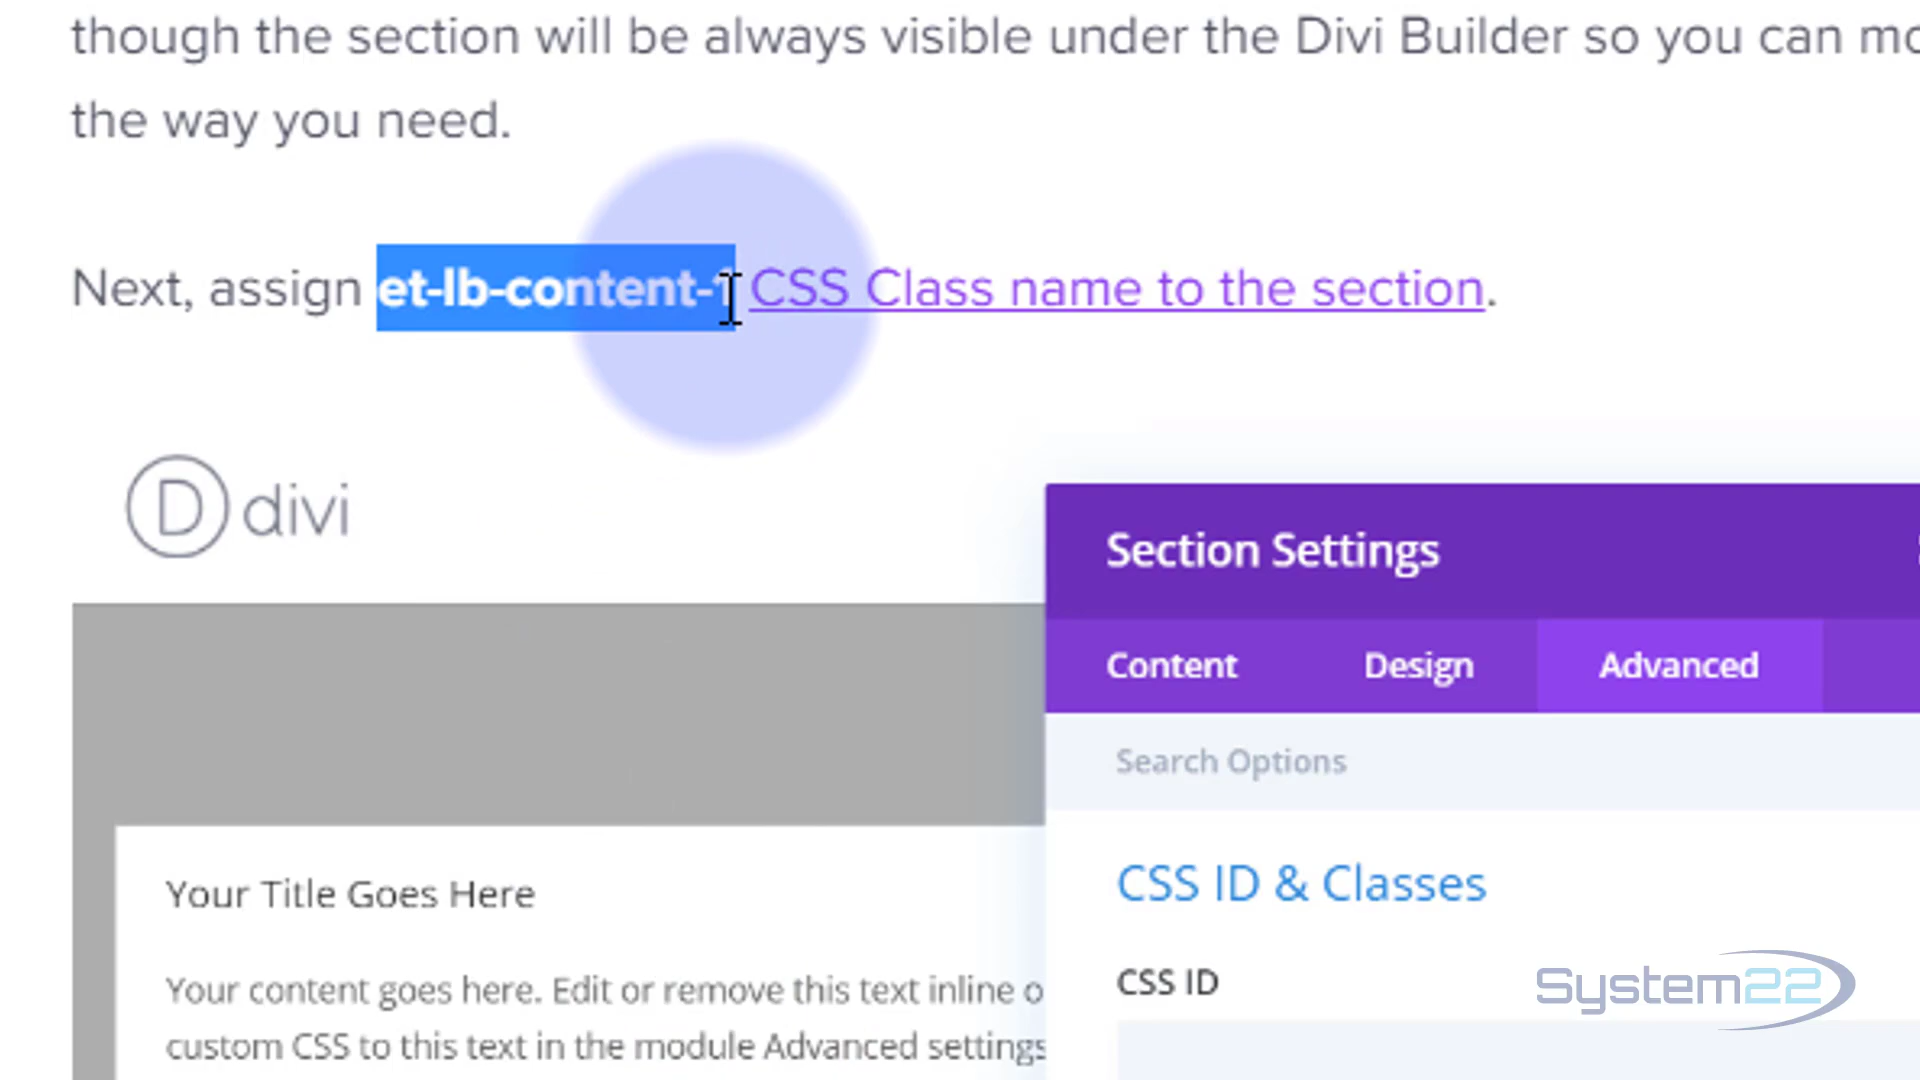 though the section will be always visible under the Divi Builder so you can
the way you need.
Next, assign et-lb-content-1 CSS Class name to the section.
D divi
Section Settings
Content Design Advanced
Search Options
CSS ID & Classes
Your Title Goes Here
CSS ID
Your content goes here. Edit or remove this text inline
custom CSS to this text in the module Advanced settings
System22